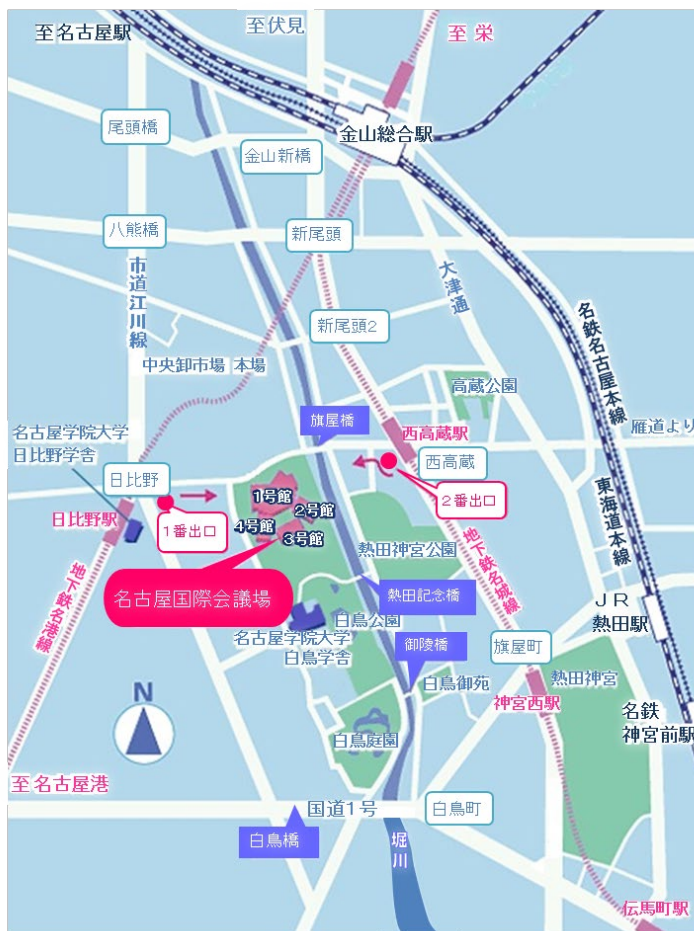 至伏見
至名古屋駅
至 栄
尾頭橋
金山総合駅
金山新橋
八熊橋
新尾頭
市道江川線
大津通
名鉄名古屋本線
新尾頭2
中央卸市場 本場
高蔵公園
旗屋橋
名古屋学院大学
日比野学舎
西高蔵駅
雁道より
日比野
西高蔵
1号館
2号館
4号館
3号館
2番出口
日比野駅
1番出口
東海道本線
熱田神宮公園
地下鉄名城線
地下鉄名港線
名古屋国際会議場
熱田記念橋
JR
熱田駅
白鳥公園
名古屋学院大学
白鳥学舎
御陵橋
旗屋町
白鳥御苑
熱田神宮
神宮西駅
N
名鉄
神宮前駅
白鳥庭園
至名古屋港
国道1号
白鳥町
白鳥橋
堀川
伝馬町駅